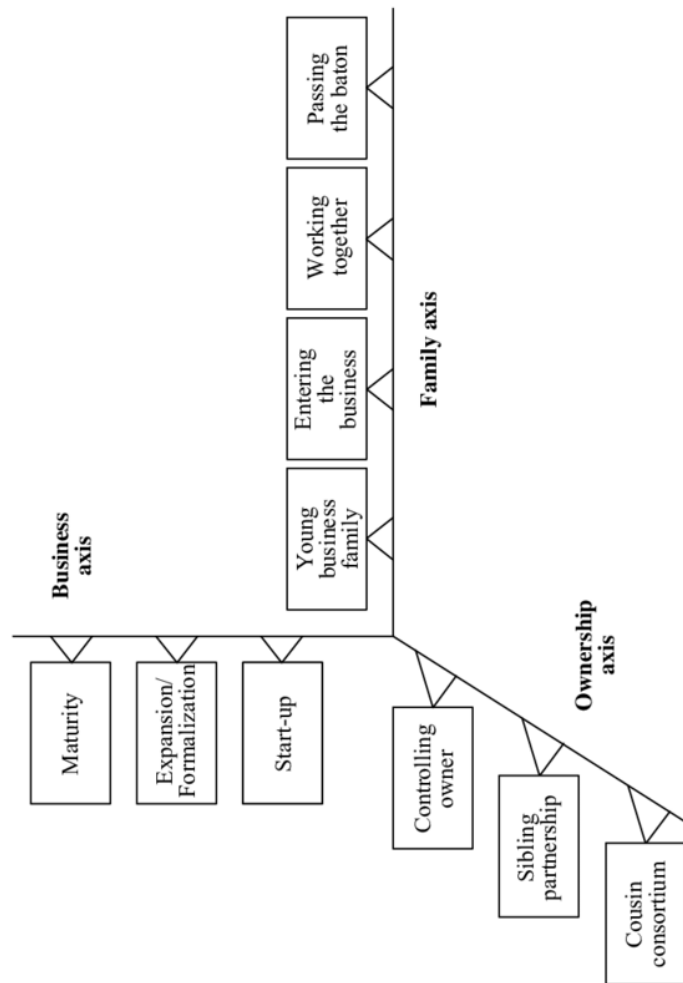 Business
axis
Maturity
Expansion/
Formalization
Start-up
Young
business
family
Entering
the
business
Working
together
Passing
the baton
Family axis
Controlling
owner
Sibling
partnership
Cousin
consortium
Ownership
axis